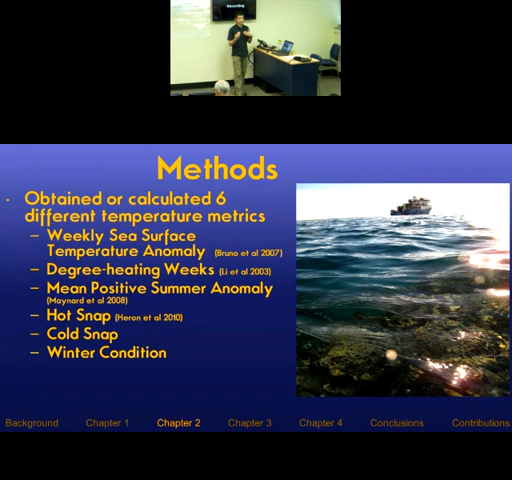 Recording
Methods
· Obtained or calculated 6
different temperature metrics
– Weekly Sea Surface
Temperature Anomaly (Bruno et al 2007)
– Degree-heating Weeks (Li et al 2003)
– Mean Positive Summer Anomaly
(Maynard et al 2008)
– Hot Snap (Heron et al 2010)
– Cold Snap
– Winter Condition
Background Chapter 1 Chapter 2 Chapter 3 Chapter 4 Conclusions Contributions